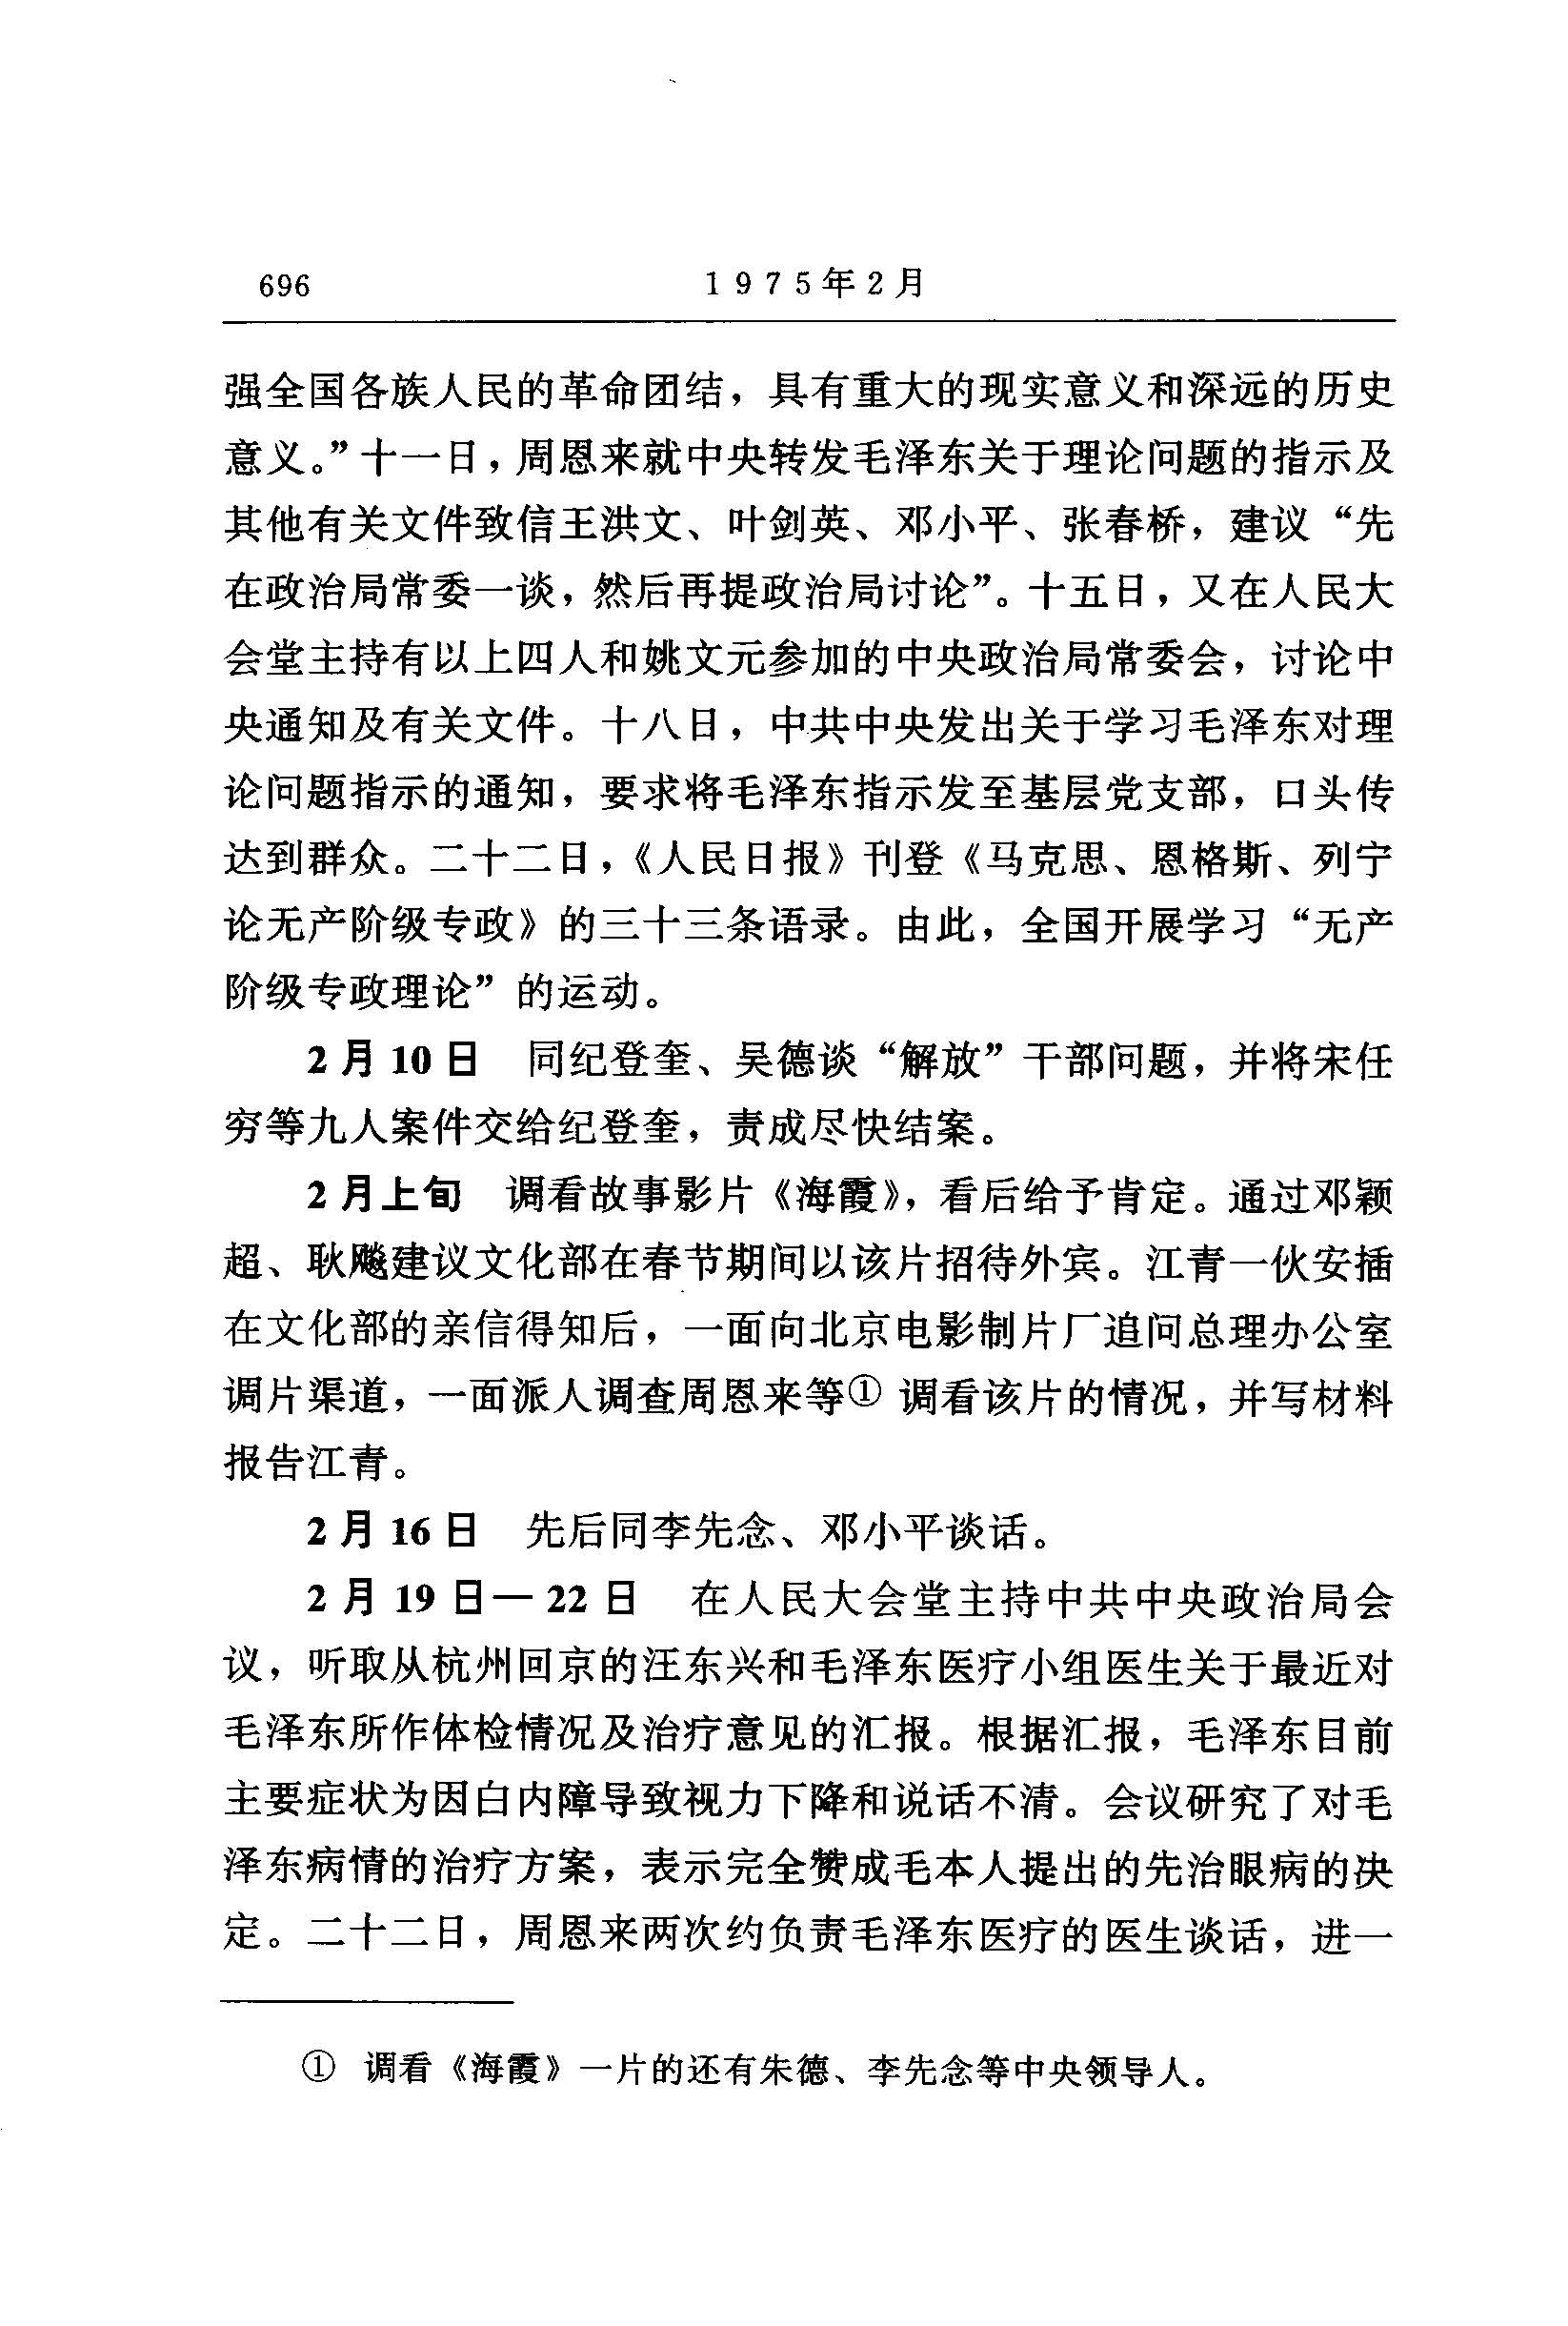 696
1975年2月
强全国各族人民的革命团结，具有重大的现实意义和深远的历史
意义。”十一日，周恩来就中央转发毛泽东关于理论问题的指示及
其他有关文件致信王洪文、叶剑英、邓小平、张春桥，建议“先
在政治局常委一谈，然后再提政治局讨论”。十五日，又在人民大
会堂主持有以上四人和姚文元参加的中央政治局常委会，讨论中
央通知及有关文件。十八日，中共中央发出关于学习毛泽东对理
论问题指示的通知，要求将毛泽东指示发至基层党支部，口头传
达到群众。二十二日，《人民日报》刊登《马克思、恩格斯、列宁
论无产阶级专政》的三十三条语录。由此，全国开展学习“无产
阶级专政理论”的运动。
2月10日 同纪登奎、吴德谈“解放”干部问题，并将宋任
穷等九人案件交给纪登奎，责成尽快结案。
2月上旬 调看故事影片《海霞》，看后给予肯定。通过邓颖
超、耿飚建议文化部在春节期间以该片招待外宾。江青一伙安插
在文化部的亲信得知后，一面向北京电影制片厂追问总理办公室
调片渠道，一面派人调查周恩来等① 调看该片的情况，并写材料
报告江青。
2月16日 先后同李先念、邓小平谈话。
2月19日—22日 在人民大会堂主持中共中央政治局会
议，听取从杭州回京的汪东兴和毛泽东医疗小组医生关于最近对
毛泽东所作体检情况及治疗意见的汇报。根据汇报，毛泽东目前
主要症状为因白内障导致视力下降和说话不清。会议研究了对毛
泽东病情的治疗方案，表示完全赞成毛本人提出的先治眼病的决
定。二十二日，周恩来两次约负责毛泽东医疗的医生谈话，进一
① 调看《海霞》一片的还有朱德、李先念等中央领导人。